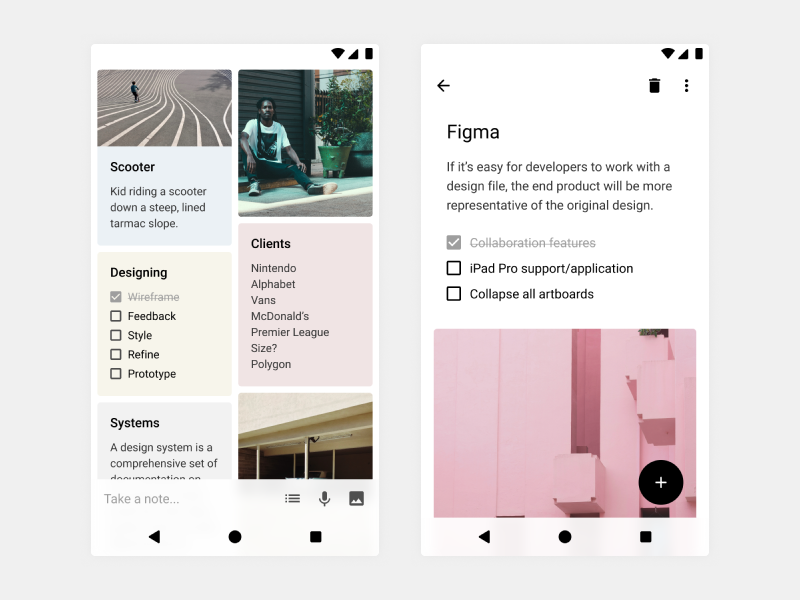 Scooter
Kid riding a scooter
down a steep, lined
tarmac slope.
Designing
Wireframe
Feedback
Style
Refine
Prototype
Systems
A design system is a
comprehensive set of
documentation on
Clients
Nintendo
Alphabet
Vans
McDonald's
Premier League
Size?
Polygon
Take a note...
Figma
If it’s easy for developers to work with a
design file, the end product will be more
representative of the original design.
Collaboration features
iPad Pro support/application
Collapse all artboards